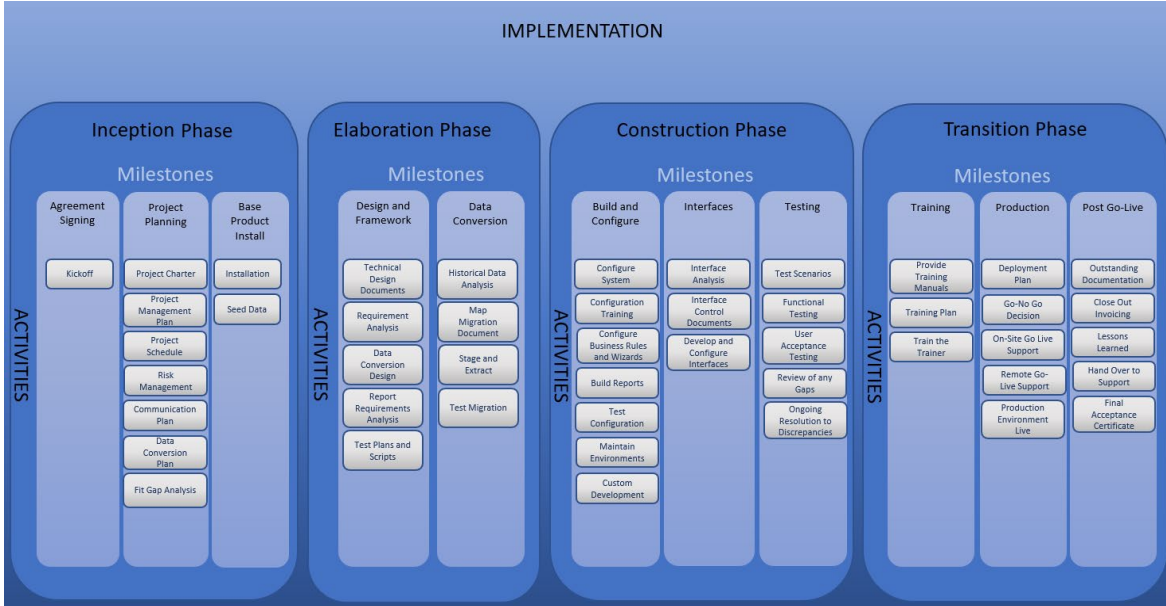 IMPLEMENTATION
Inception Phase
Milestones
ACTIVITIES
Agreement
Signing
Kickoff
Project
Planning
Project Charter
Project
Management
Plan
Project
Schedule
Risk
Management
Communication
Plan
Data
Conversion
Plan
Fit Gap Analysis
Base
Product
Install
Installation
Seed Data
Elaboration Phase
Milestones
ACTIVITIES
Design and
Framework
Technical
Design
Documents
Requirement
Analysis
Data
Conversion
Design
Report
Requirements
Analysis
Test Plans and
Scripts
Data
Conversion
Historical Data
Analysis
Map
Migration
Document
Stage and
Extract
Test Migration
Construction Phase
Milestones
ACTIVITIES
Build and
Configure
Configure
System
Configuration
Training
Configure
Business Rules
and Wizards
Build Reports
Test
Configuration
Maintain
Environments
Custom
Development
Interfaces
Interface
Analysis
Interface
Control
Documents
Develop and
Configure
Interfaces
Testing
Test Scenarios
Functional
Testing
User
Acceptance
Testing
Review of any
Gaps
Ongoing
Resolution to
Discrepancies
Transition Phase
Milestones
ACTIVITIES
Training
Provide
Training
Manuals
Training Plan
Train the
Trainer
Production
Deployment
Plan
Go-No Go
Decision
On-Site Go Live
Support
Remote Go-
Live Support
Production
Environment
Live
Post Go-Live
Outstanding
Documentation
Close Out
Invoicing
Lessons
Learned
Hand Over to
Support
Final
Acceptance
Certificate